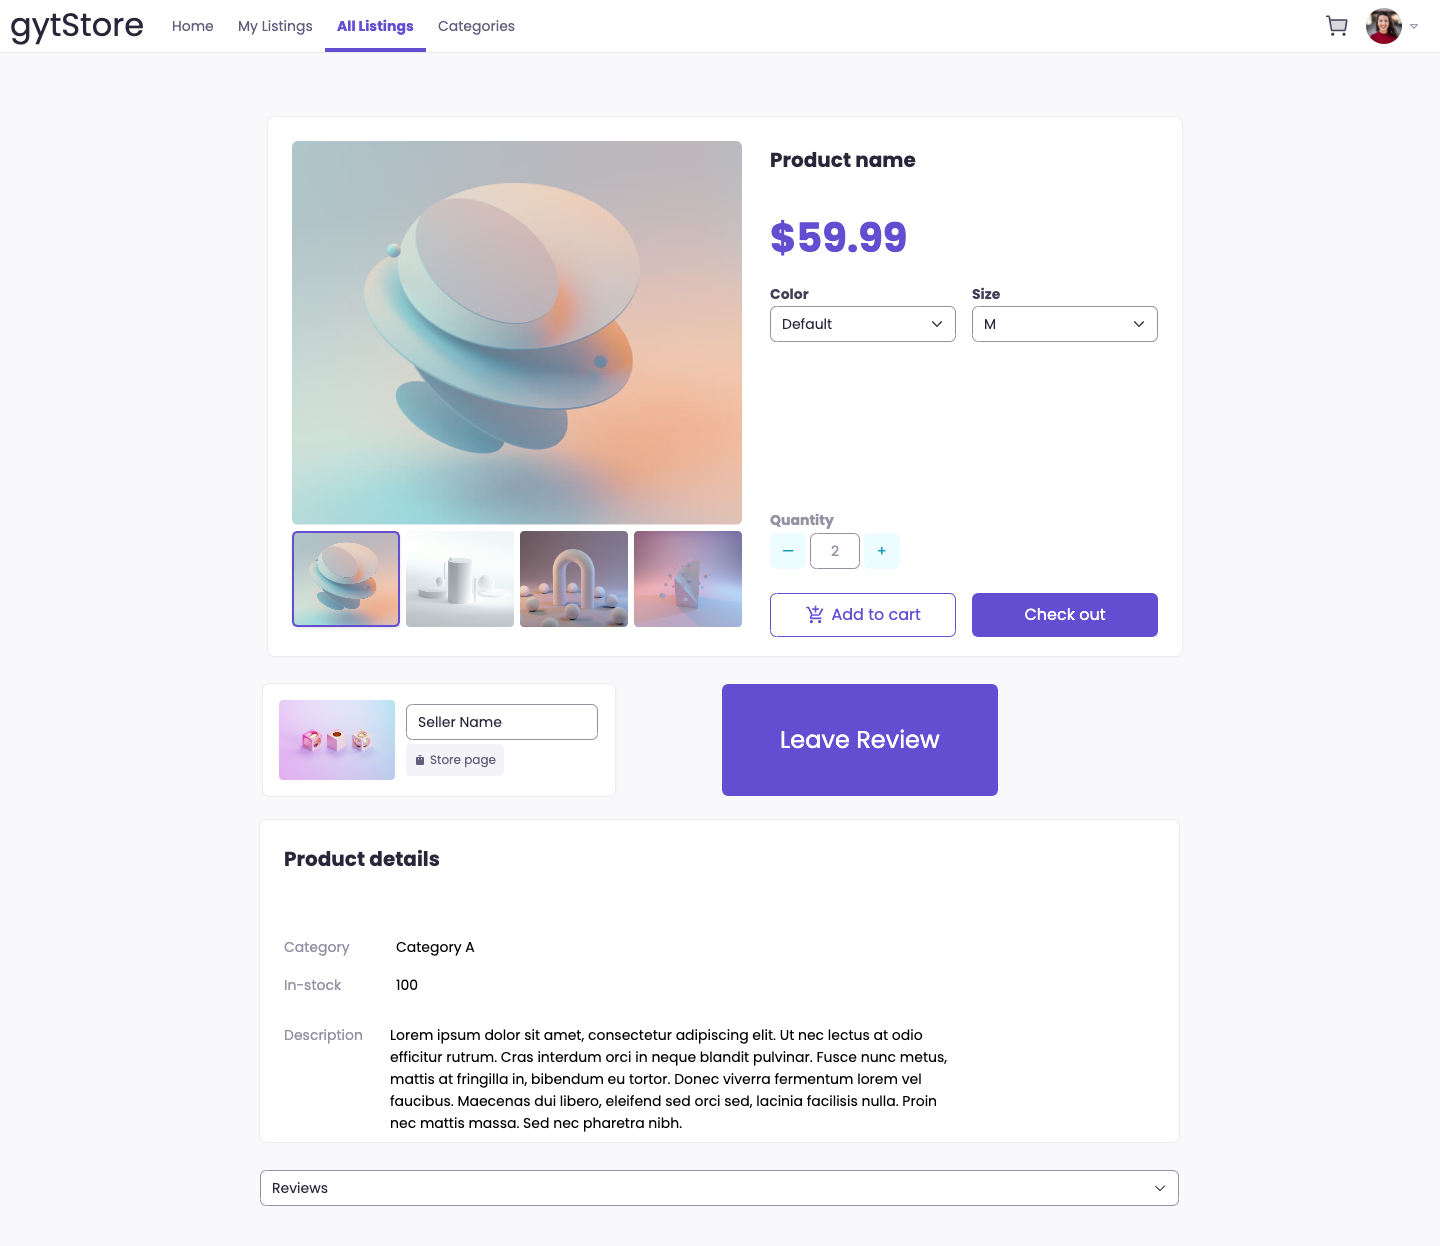 gytStore
Home
My Listings
All Listings
Categories
Product name
$59.99
Color
Size
Default
M
Quantity
2
Add to cart
Check out
Seller Name
Store page
Leave Review
Product details
Category
Category A
In-stock
100
Description
Lorem ipsum dolor sit amet, consectetur adipiscing elit. Ut nec lectus at odio
efficitur rutrum. Cras interdum orci in neque blandit pulvinar. Fusce nunc metus,
mattis at fringilla in, bibendum eu tortor. Donec viverra fermentum lorem vel
faucibus. Maecenas dui libero, eleifend sed orci sed, lacinia facilisis nulla. Proin
nec mattis massa. Sed nec pharetra nibh.
Reviews